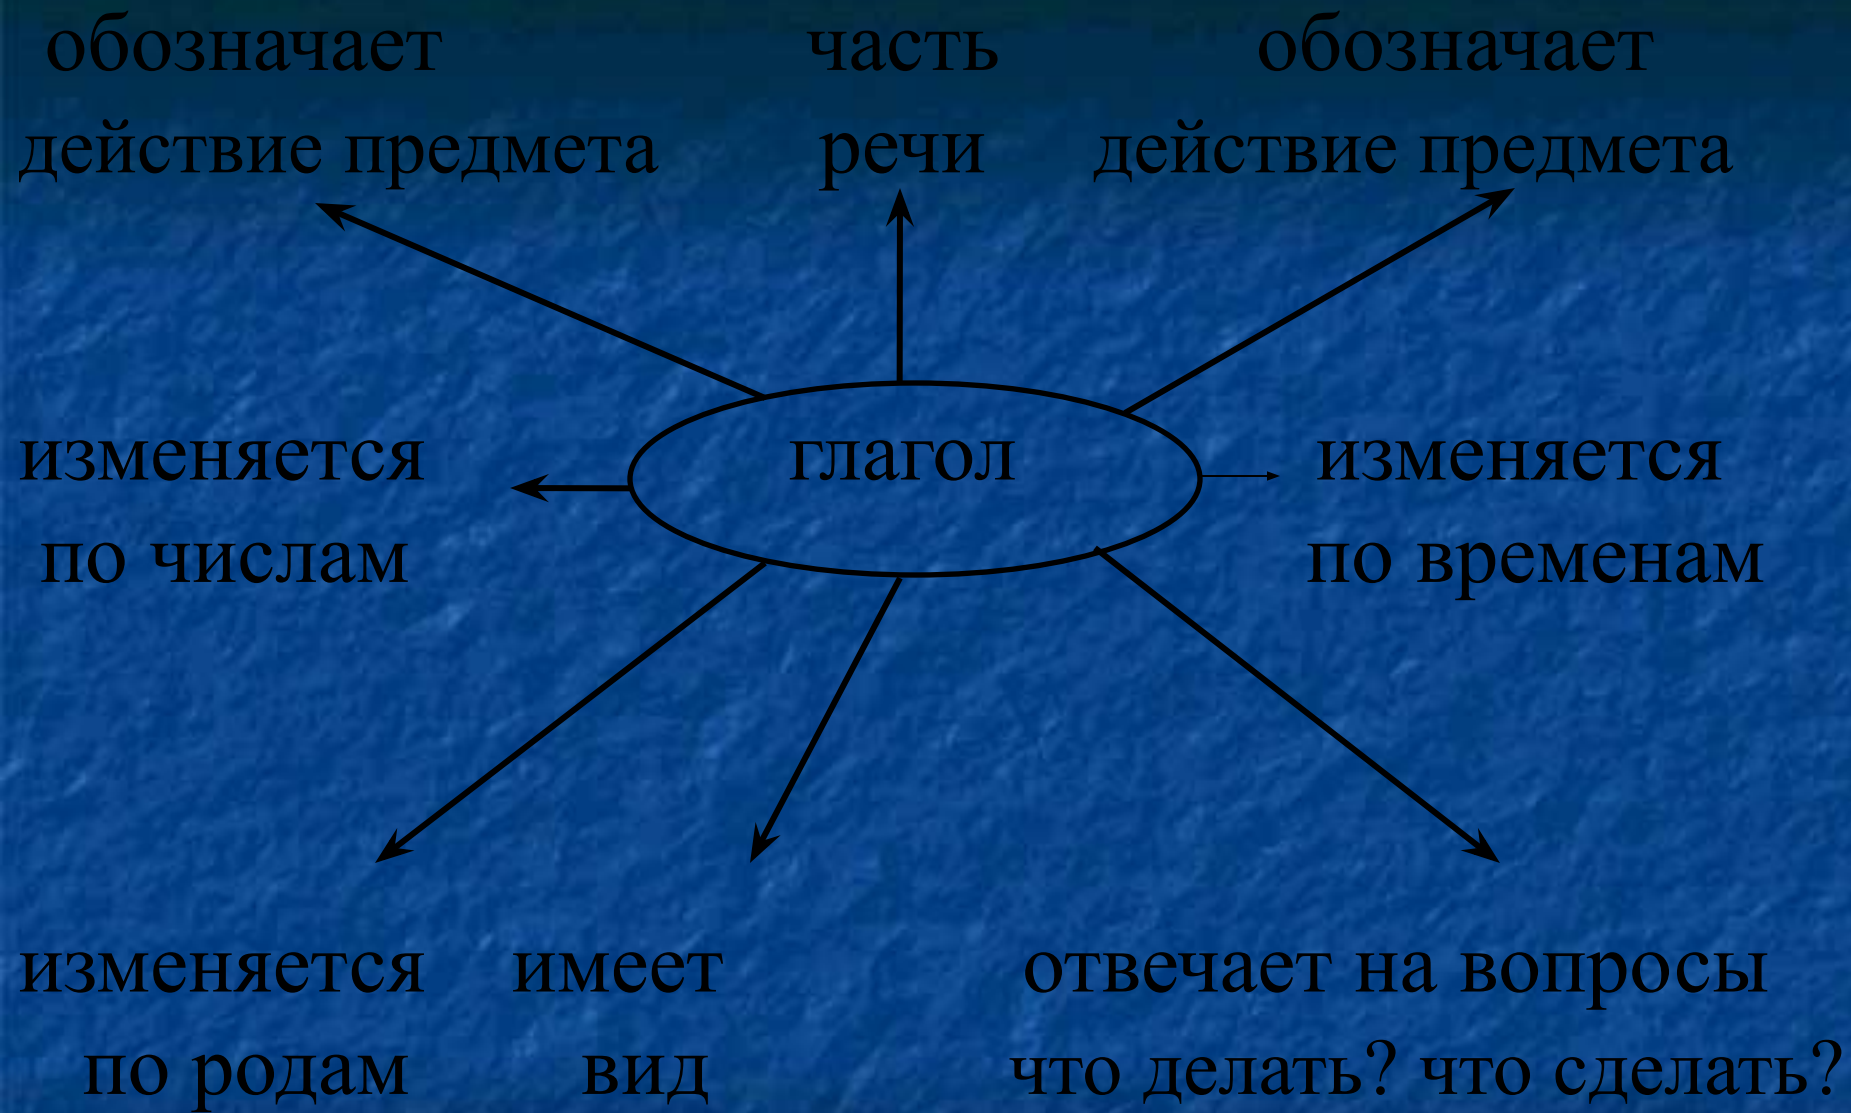 обозначает
действие предмета
часть
речи
обозначает
действие предмета
изменяется
по числам
глагол
изменяется
по временам
изменяется
по родам
имеет
вид
отвечает на вопросы
что делать? что сделать?